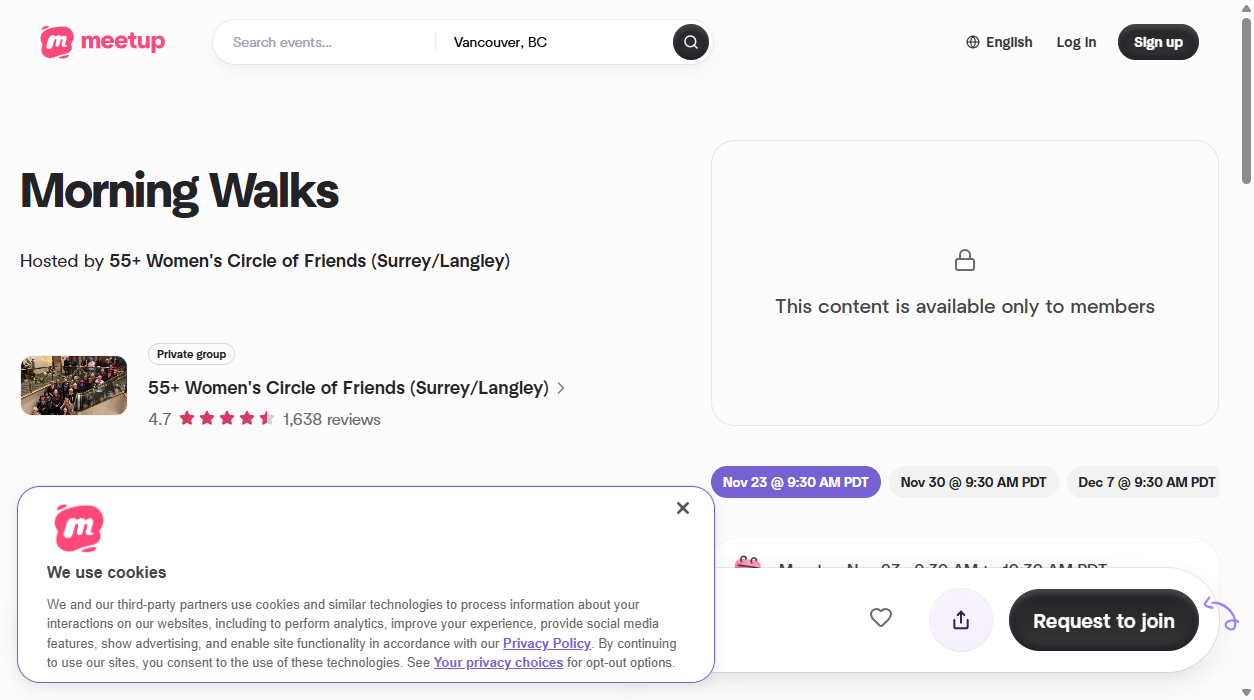 meetup
Search events...
Vancouver, BC
English
Log in
Sign up
Morning Walks
Hosted by 55+ Women's Circle of Friends (Surrey/Langley)
Private group
55+ Women's Circle of Friends (Surrey/Langley)
4.7
1,638 reviews
This content is available only to members
Nov 23 @ 9:30 AM PDT
Nov 30 @ 9:30 AM PDT
Dec 7 @ 9:30 AM PDT
Request to join
We use cookies
We and our third-party partners use cookies and similar technologies to process information about your
interactions on our websites, including to perform analytics, improve your experience, provide social media
features, show advertising, and enable site functionality in accordance with our Privacy Policy. By continuing
to use our sites, you consent to the use of these technologies. See Your privacy choices for opt-out options.